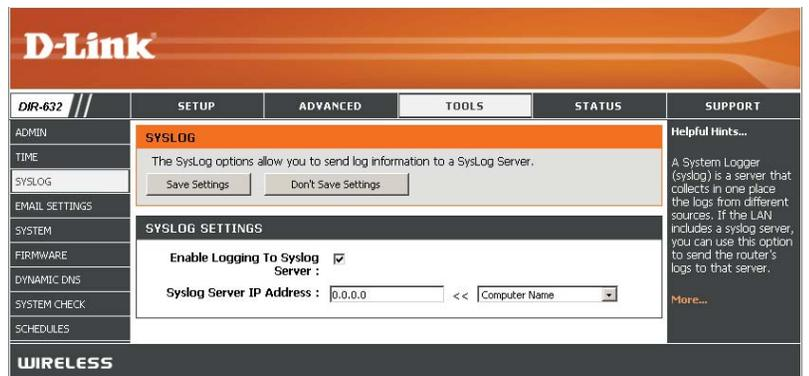 D-Link
DIR-632
SETUP
ADVANCED
TOOLS
STATUS
SUPPORT
ADMIN
TIME
SYSLOG
EMAIL SETTINGS
SYSTEM
FIRMWARE
DYNAMIC DNS
SYSTEM CHECK
SCHEDULES
SYSLOG
The SysLog options allow you to send log information to a SysLog Server.
Save Settings
Don't Save Settings
SYSLOG SETTINGS
Enable Logging To Syslog
Server :
Syslog Server IP Address :
0.0.0.0
<<
Computer Name
Helpful Hints...
A System Logger
(syslog) is a server that
collects in one place
the logs from different
sources. If the LAN
includes a syslog server,
you can use this option
to send the router's
logs to that server.
More...
WIRELESS